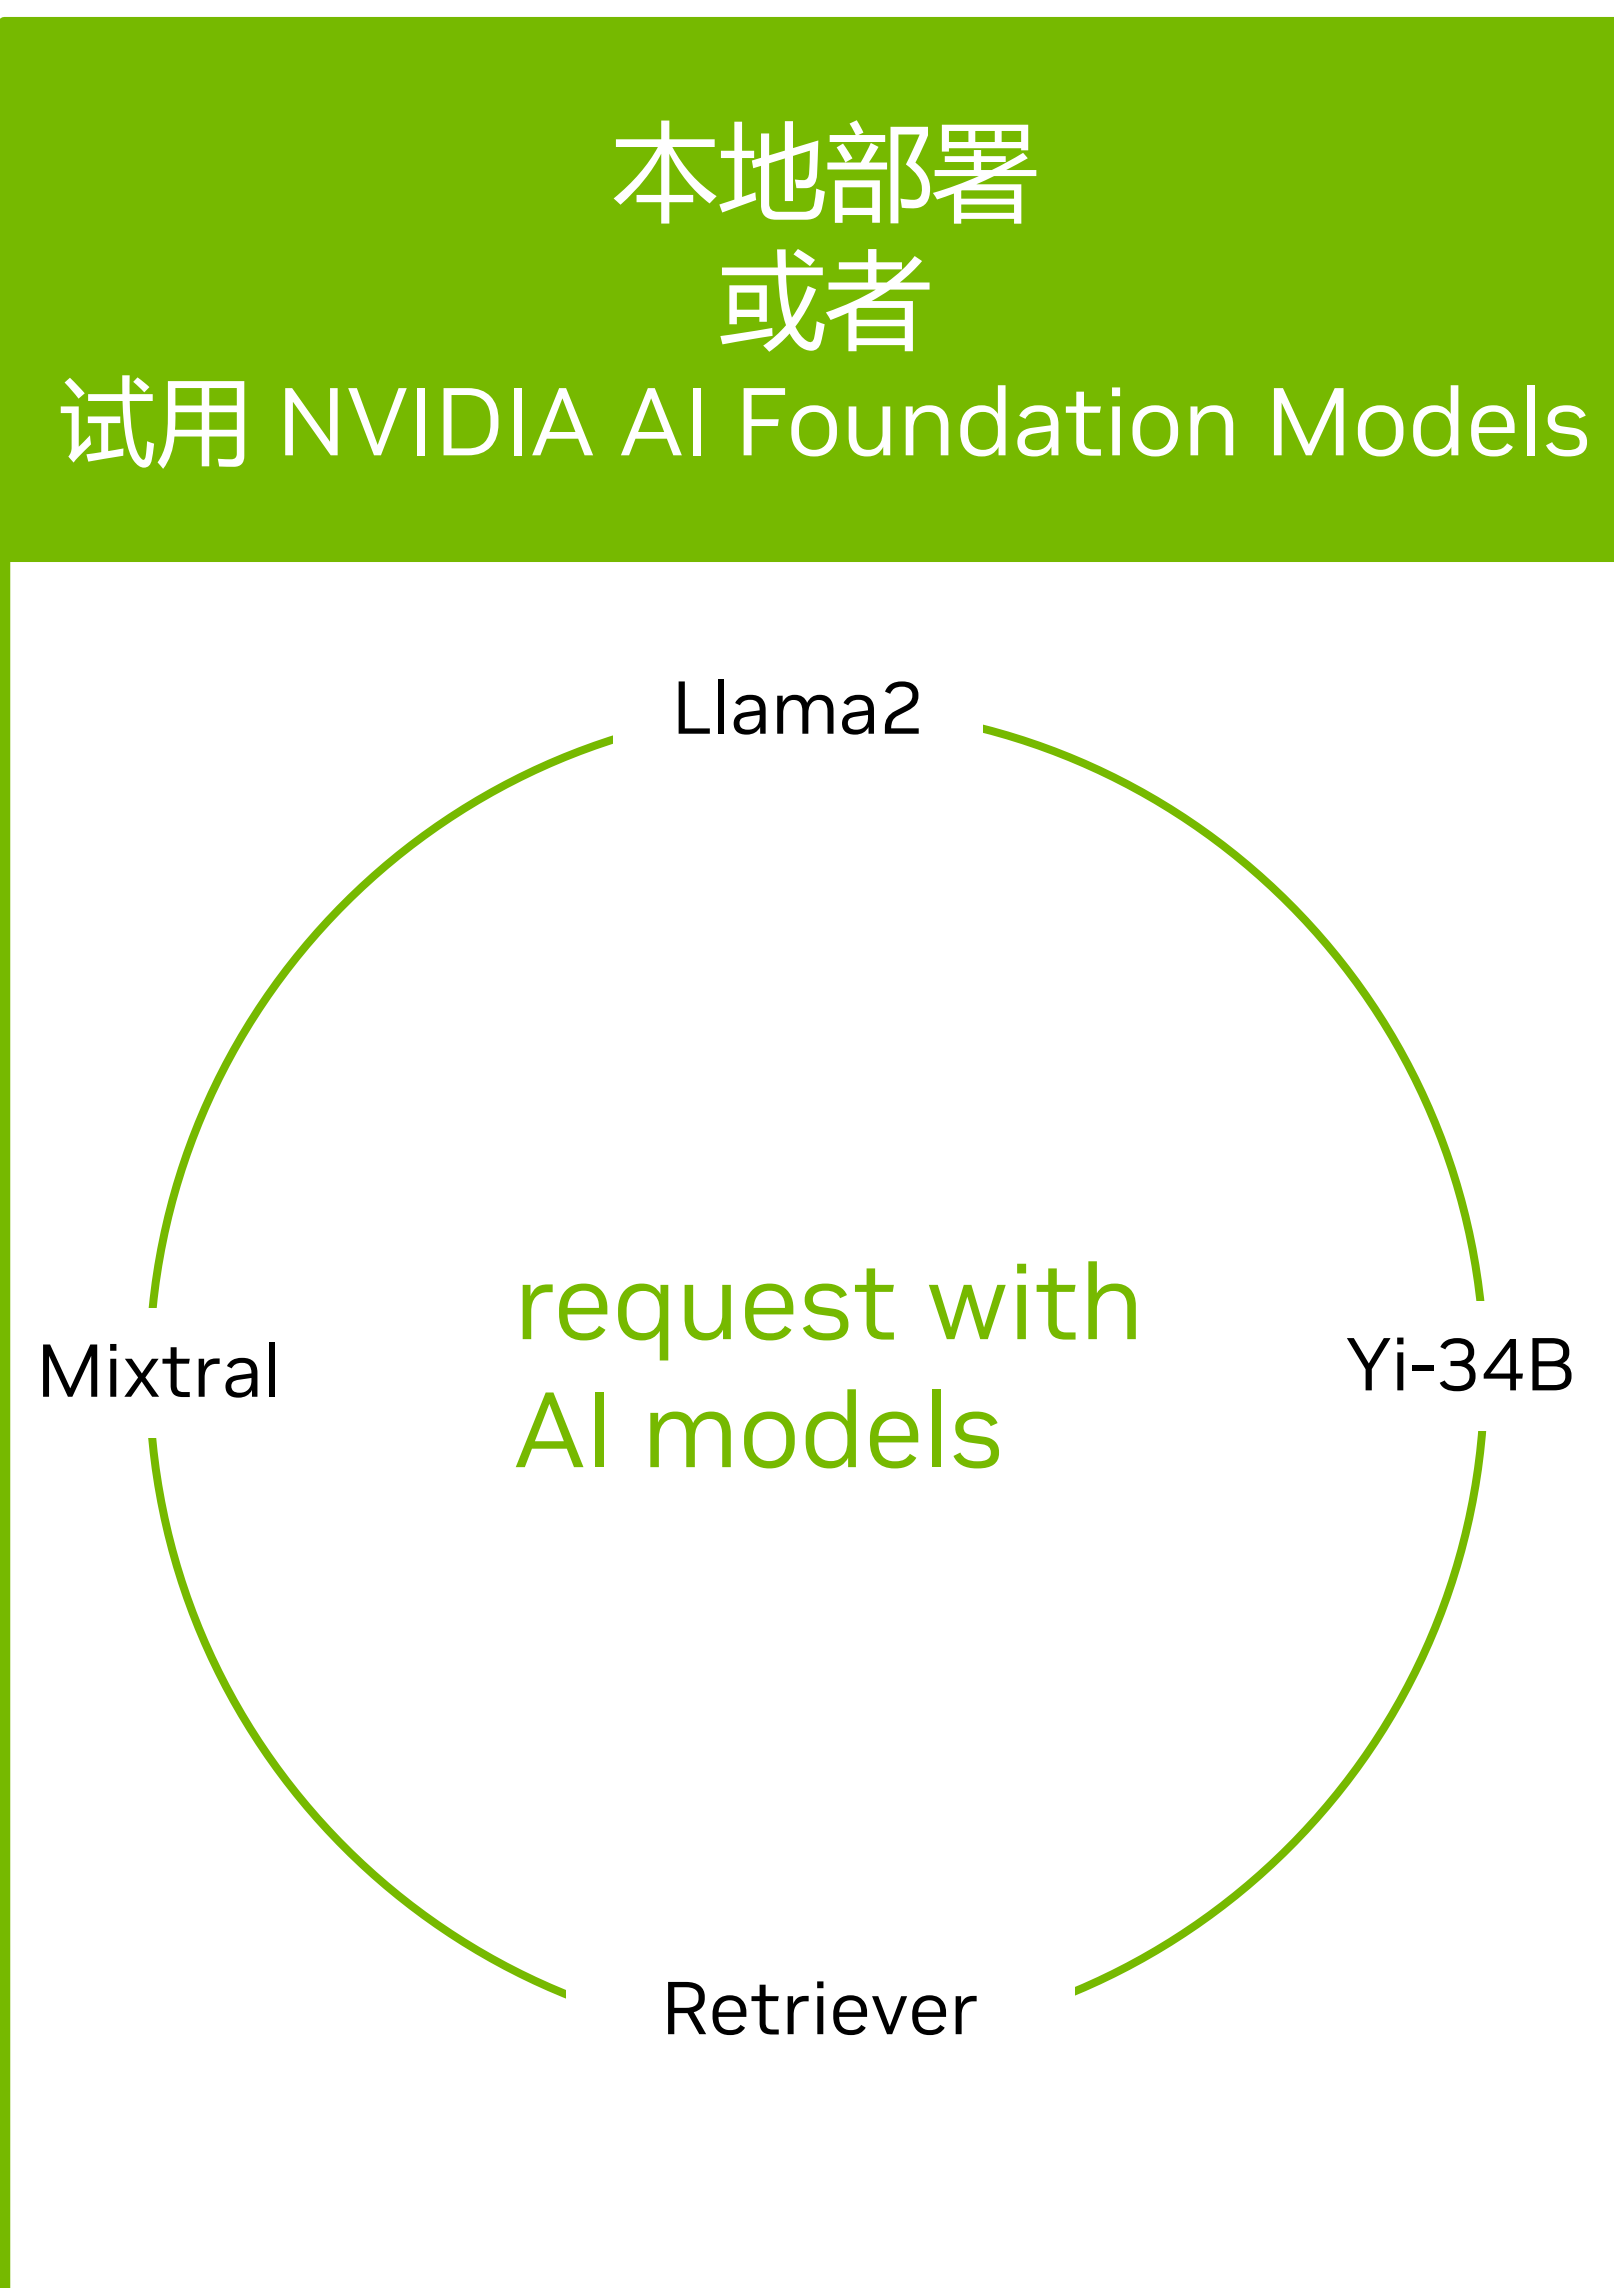 本地部署
或者
试用 NVIDIA AI Foundation Models
Llama2
request with
AI models
Mixtral
Yi-34B
Retriever